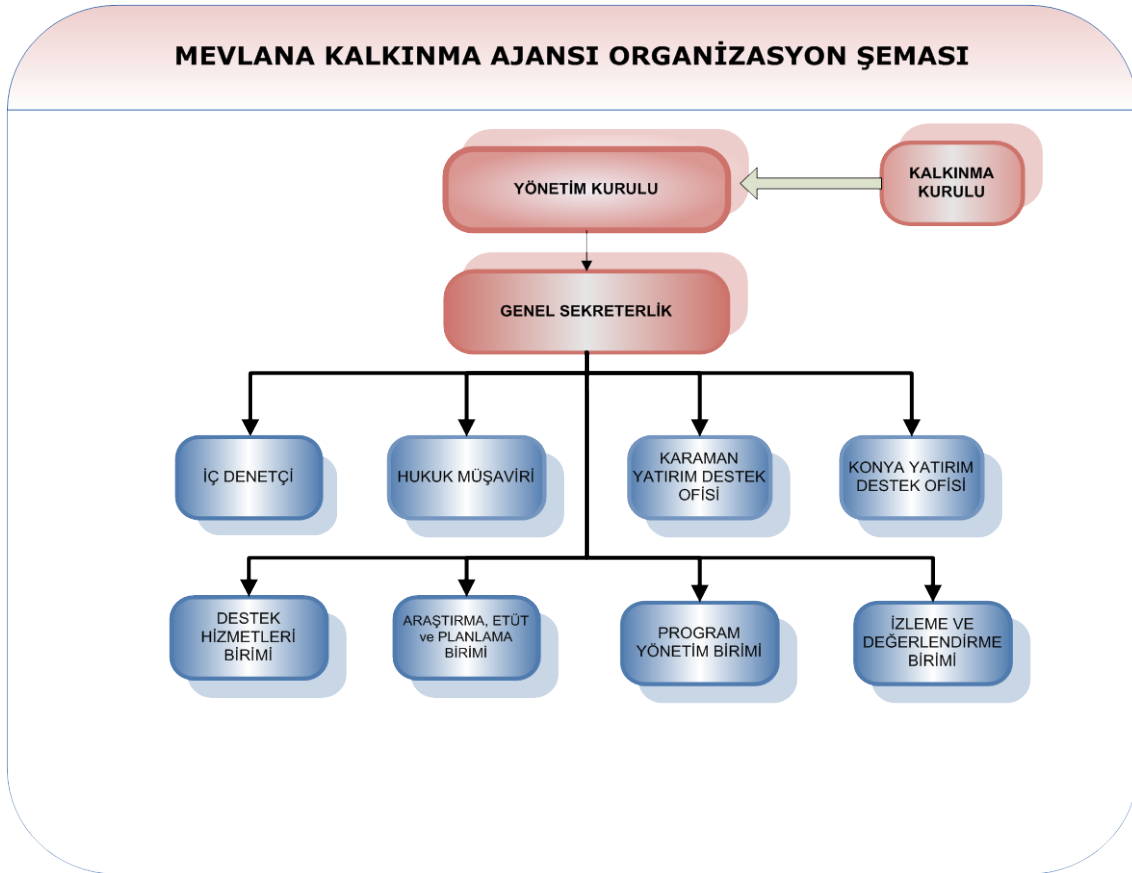 MEVLANA KALKINMA AJANSI ORGANİZASYON ŞEMASI
YÖNETİM KURULU
KALKINMA
KURULU
GENEL SEKRETERLİK
İÇ DENETÇİ
HUKUK MÜŞAVİRİ
KARAMAN
YATIRIM DESTEK
OFİSİ
KONYA YATIRIM
DESTEK OFİSİ
DESTEK
HİZMETLERİ
BİRİMİ
ARAŞTIRMA, ETÜT
ve PLANLAMA
BİRİMİ
PROGRAM
YÖNETİM BİRİMİ
İZLEME VE
DEĞERLENDİRME
BİRİMİ